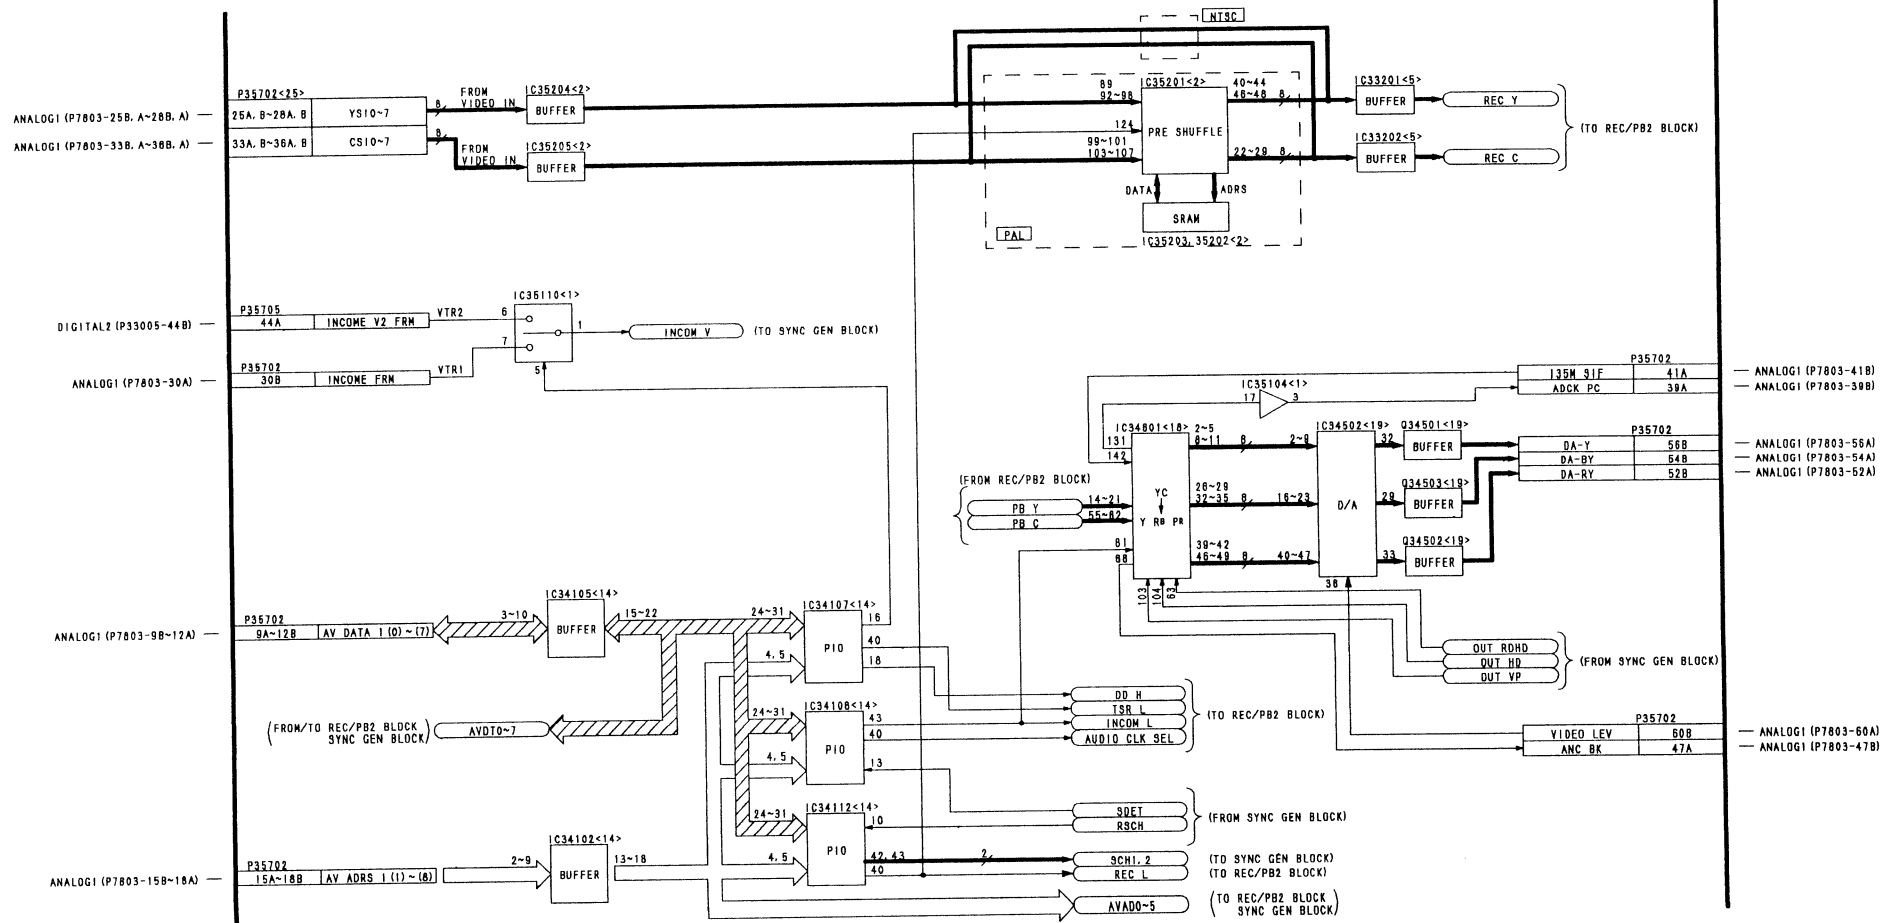 NTSC
P35702<25>
ANALOG1 (P7803-25B, A~28B, A)
25A, B~28A, B
YSI0~7
8
FROM VIDEO IN
IC35204<2>
BUFFER
ANALOG1 (P7803-33B, A~36B, A)
33A, B~36A, B
CSI0~7
8
FROM VIDEO IN
IC35205<2>
BUFFER
89
92~98
IC35201<2>
40~44
46~48
8
124
PRE SHUFFLE
99~101
103~107
22~29
8
DATA
ADRS
SRAM
IC35203, 35202<2>
PAL
IC33201<5>
BUFFER
REC Y
IC33202<5>
BUFFER
REC C
(TO REC/PB2 BLOCK)
IC35110<1>
P35705
DIGITAL2 (P33005-44B)
44A
INCOME V2 FRM
VTR2
6
1
INCOM V
(TO SYNC GEN BLOCK)
7
P35702
ANALOG1 (P7803-30A)
30B
INCOME FRM
VTR1
5
P35702
135M SIF
41A
ANALOG1 (P7803-41B)
IC35104<1>
17
3
ADCK PC
39A
ANALOG1 (P7803-39B)
IC34601<18>
131
142
2~5
8~11
8
2~9
IC34502<19>
32
Q34501<19>
BUFFER
P35702
DA-Y
56B
ANALOG1 (P7803-56A)
DA-BY
54B
ANALOG1 (P7803-54A)
DA-RY
52B
ANALOG1 (P7803-52A)
(FROM REC/PB2 BLOCK)
PB Y
14~21
PB C
55~62
YC
Y RB PR
26~29
32~35
8
16~23
D/A
29
Q34503<19>
BUFFER
81
88
39~42
46~49
8
40~47
33
Q34502<19>
BUFFER
38
103
104
63
OUT RDHD
OUT HD
OUT VP
(FROM SYNC GEN BLOCK)
P35702
VIDEO LEV
60B
ANALOG1 (P7803-60A)
ANC BK
47A
ANALOG1 (P7803-47B)
IC34105<14>
P35702
ANALOG1 (P7803-9B~12A)
9A~12B
AV DATA 1 (0) ~ (7)
3~10
BUFFER
15~22
24~31
IC34107<14>
PIO
16
40
18
4, 5
DD H
TSR L
INCOM L
AUDIO CLK SEL
(TO REC/PB2 BLOCK)
(FROM/TO REC/PB2 BLOCK
SYNC GEN BLOCK)
AVDT0~7
24~31
IC34108<14>
43
PIO
40
4, 5
13
SDET
RSCH
(FROM SYNC GEN BLOCK)
24~31
IC34112<14>
10
PIO
4, 5
42, 43
2
SCH1, 2
(TO SYNC GEN BLOCK)
40
REC L
(TO REC/PB2 BLOCK)
IC34102<14>
P35702
ANALOG1 (P7803-15B~18A)
15A~18B
AV ADRS 1 (1) ~ (8)
2~9
BUFFER
13~18
AVAD0~5
(TO REC/PB2 BLOCK
SYNC GEN BLOCK)